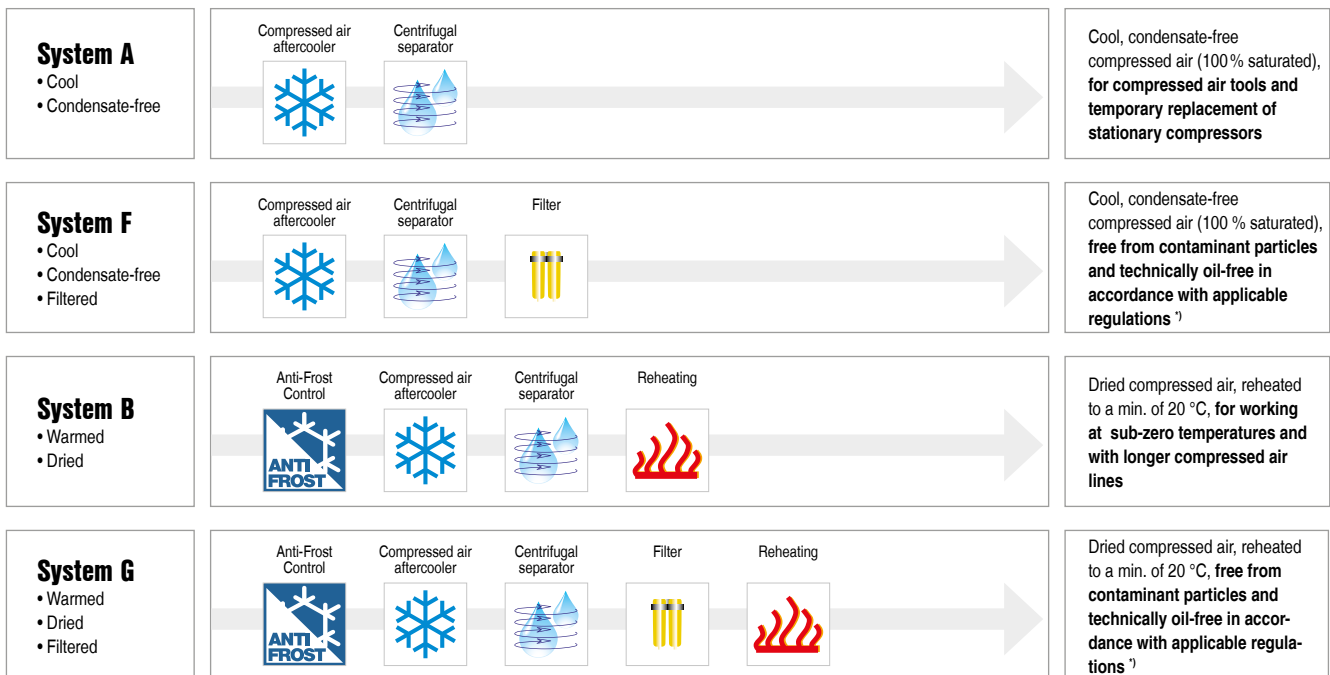 System A
• Cool
• Condensate-free
Compressed air
aftercooler
Centrifugal
separator
Cool, condensate-free
compressed air (100 % saturated),
for compressed air tools and
temporary replacement of
stationary compressors
System F
• Cool
• Condensate-free
• Filtered
Compressed air
aftercooler
Centrifugal
separator
Filter
Cool, condensate-free
compressed air (100 % saturated),
free from contaminant particles
and technically oil-free in
accordance with applicable
regulations *)
System B
• Warmed
• Dried
Anti-Frost
Control
ANTI
FROST
Compressed air
aftercooler
Centrifugal
separator
Reheating
Dried compressed air, reheated
to a min. of 20 °C, for working
at sub-zero temperatures and
with longer compressed air
lines
System G
• Warmed
• Dried
• Filtered
Anti-Frost
Control
ANTI
FROST
Compressed air
aftercooler
Centrifugal
separator
Filter
Reheating
Dried compressed air, reheated
to a min. of 20 °C, free from
contaminant particles and
technically oil-free in accor-
dance with applicable regula-
tions *)